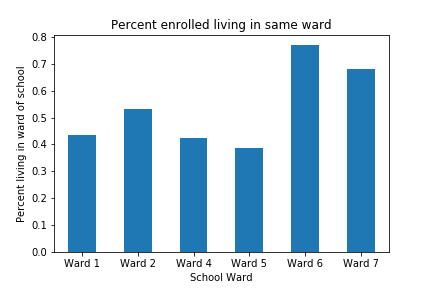 Percent enrolled living in same ward
Percent living in ward of school
0.8
0.7
0.6
0.5
0.4
0.3
0.2
0.1
0.0
Ward 1 Ward 2 Ward 4 Ward 5 Ward 6 Ward 7
School Ward